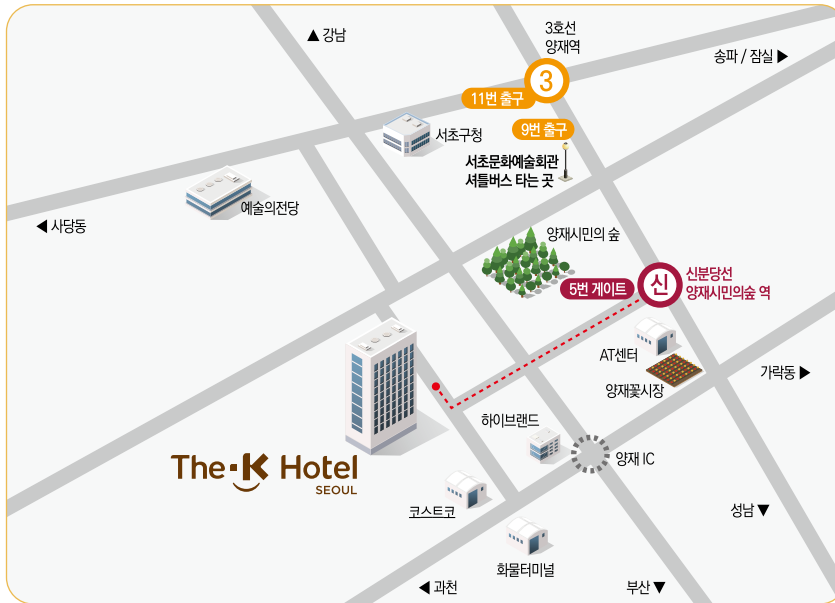 ▲ 강남
3호선
양재역
송파 / 잠실 ▶
3
11번 출구
9번 출구
서초구청
서초문화예술회관
셔틀버스 타는 곳
예술의전당
◀ 사당동
양재시민의 숲
5번 게이트
신
신분당선
양재시민의숲 역
AT센터
가락동 ▶
양재꽃시장
하이브랜드
The K Hotel
SEOUL
양재 IC
코스트코
성남 ▼
화물터미널
◀ 과천
부산 ▼